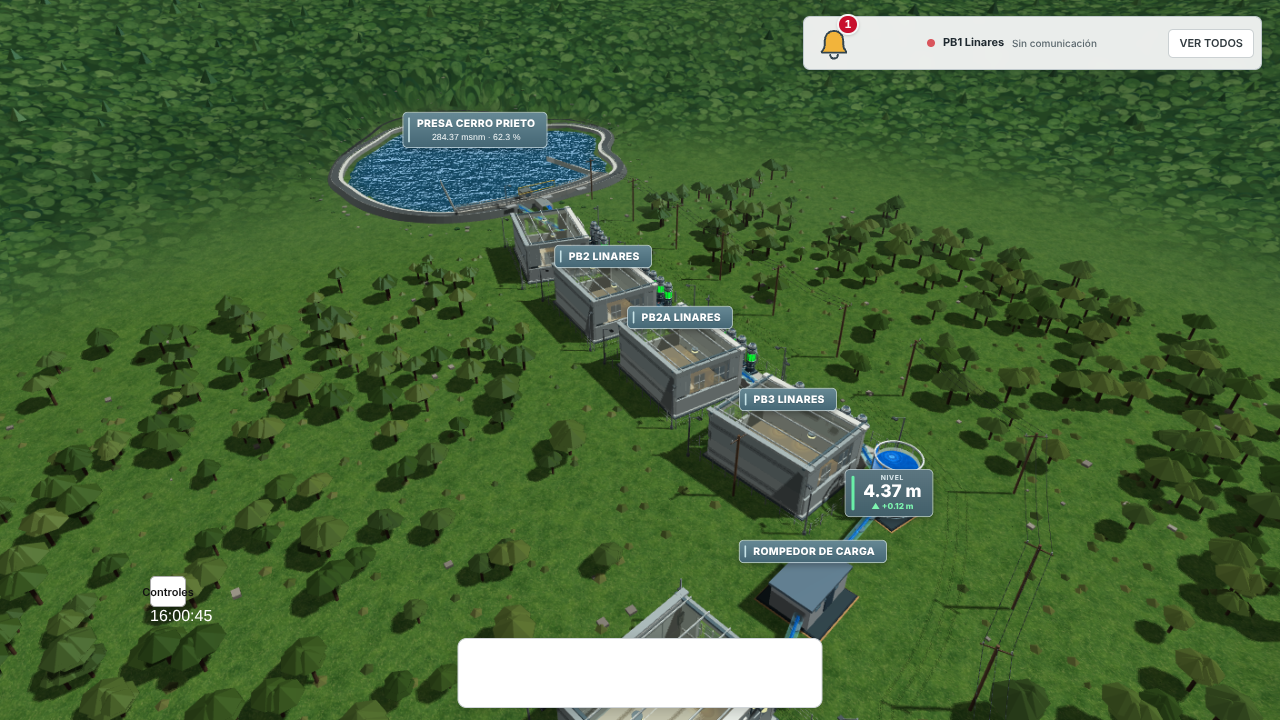 1
PB1 Linares Sin comunicación
VER TODOS
PRESA CERRO PRIETO
284.37 msnm · 62.3 %
PB2 LINARES
PB2A LINARES
PB3 LINARES
NIVEL
4.37 m
▲ +0.12 m
ROMPEDOR DE CARGA
Controles
16:00:45